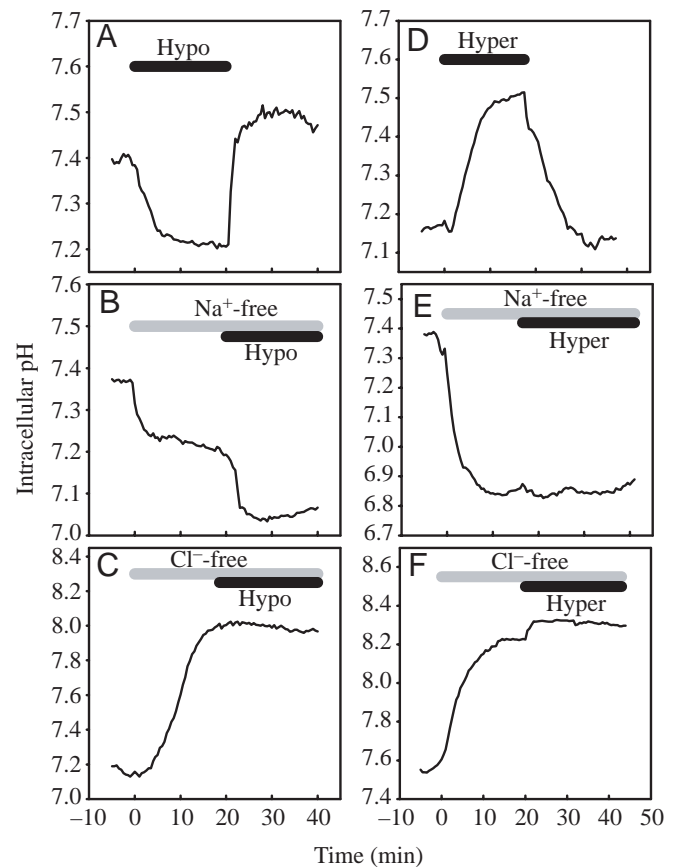 A
Hypo
7.7
7.6
7.5
7.4
7.3
7.2
D
Hyper
7.7
7.6
7.5
7.4
7.3
7.2
7.1
B
Na⁺-free
Hypo
7.6
7.5
7.4
7.3
7.2
7.1
7.0
E
Na⁺-free
Hyper
7.5
7.4
7.3
7.2
7.1
7.0
6.9
6.8
6.7
C
Cl⁻-free
Hypo
8.4
8.2
8.0
7.8
7.6
7.4
7.2
7.0
–10 0 10 20 30 40
F
Cl⁻-free
Hyper
8.6
8.4
8.2
8.0
7.8
7.6
7.4
–10 0 10 20 30 40 50
Intracellular pH
Time (min)